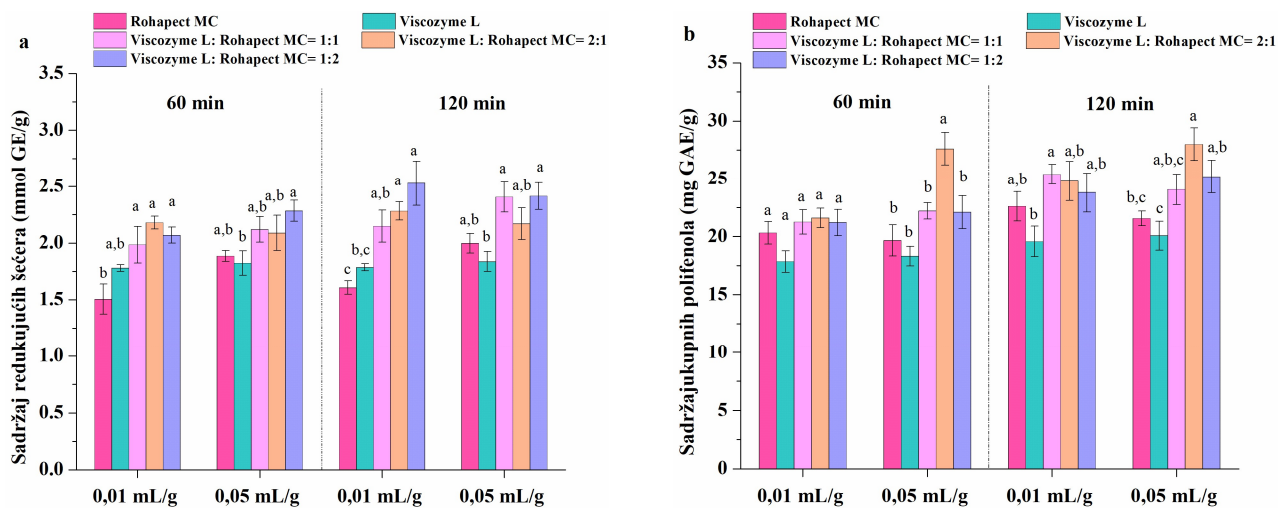 a
Rohapect MC
Viscozyme L
Viscozyme L: Rohapect MC= 1:1
Viscozyme L: Rohapect MC= 2:1
Viscozyme L: Rohapect MC= 1:2
Sadržaj redukujućih šećera (mmol GE/g)
3.5
3.0
2.5
2.0
1.5
1.0
0.5
0.0
60 min
120 min
b
a,b
a
a
a
a,b
b
a,b
a,b
a
c
b,c
a,b
a
a
a,b
b
a
a,b
a
0,01 mL/g
0,05 mL/g
0,01 mL/g
0,05 mL/g
b
Rohapect MC
Viscozyme L
Viscozyme L: Rohapect MC= 1:1
Viscozyme L: Rohapect MC= 2:1
Viscozyme L: Rohapect MC= 1:2
Sadržajukupnih polifenola (mg GAE/g)
35
30
25
20
15
10
5
0
60 min
120 min
a
a
a
a
a
b
b
b
a
b
a,b
b
a
a,b
a,b
b,c
c
a,b,c
a
a,b
0,01 mL/g
0,05 mL/g
0,01 mL/g
0,05 mL/g